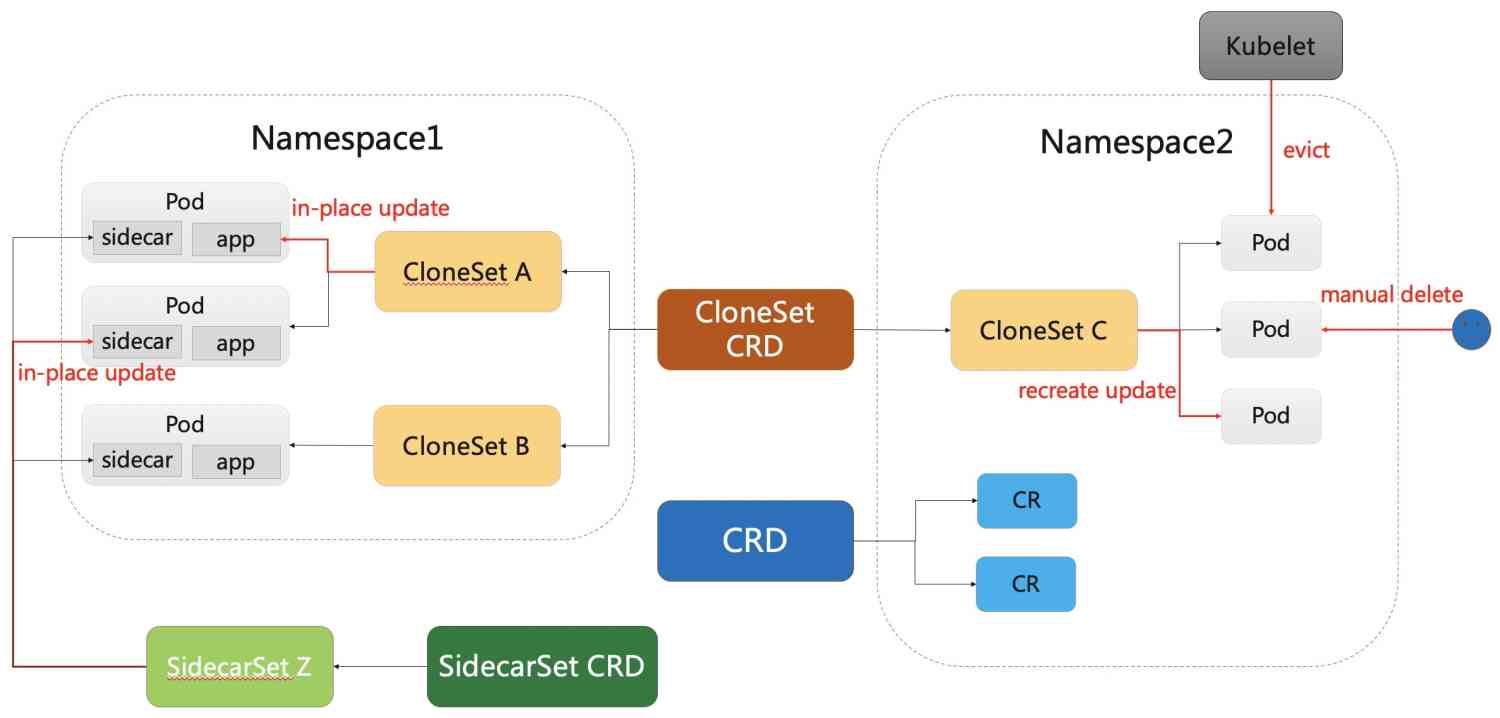 Kubelet
Namespace1
Namespace2
evict
Pod
in-place update
sidecar
app
CloneSet A
Pod
sidecar
app
in-place update
Pod
sidecar
app
CloneSet B
CloneSet
CRD
CloneSet C
Pod
manual delete
Pod
recreate update
Pod
CRD
CR
CR
SidecarSet Z
SidecarSet CRD